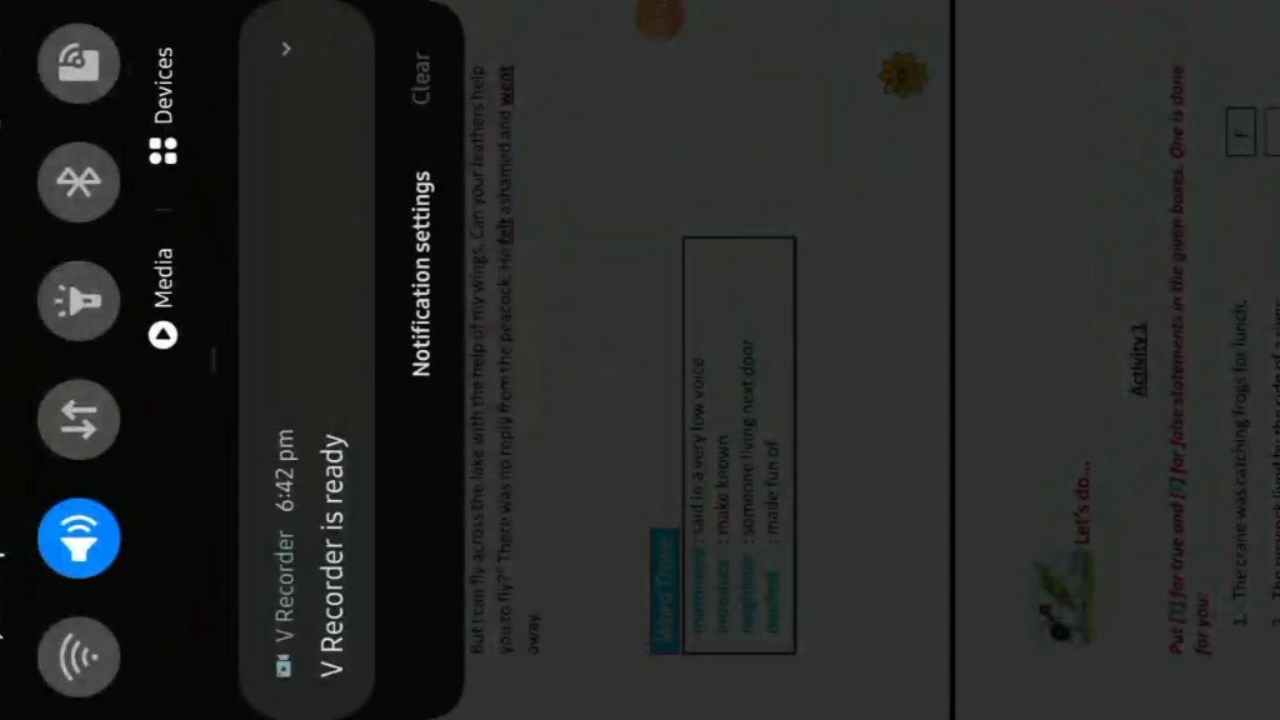 Media | Devices
V Recorder 6:42 pm
V Recorder is ready
Notification settings Clear
But I can fly across the lake with the help of my wings. Can your feathers help
you to fly?" There was no reply from the peacock. He felt ashamed and went
away.
Word Time
murmured : said in a very low voice
introduce : make known
neighbour : someone living next door
mocked : made fun of
Let's do...
Activity 1
Put [T] for true and [F] for false statements in the given boxes. One is done
for you:
1. The crane was catching frogs for lunch. F